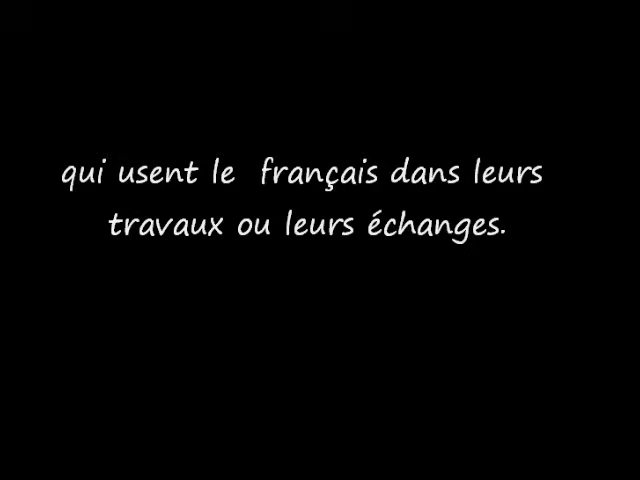 qui usent le  français dans leurs
travaux ou leurs échanges.